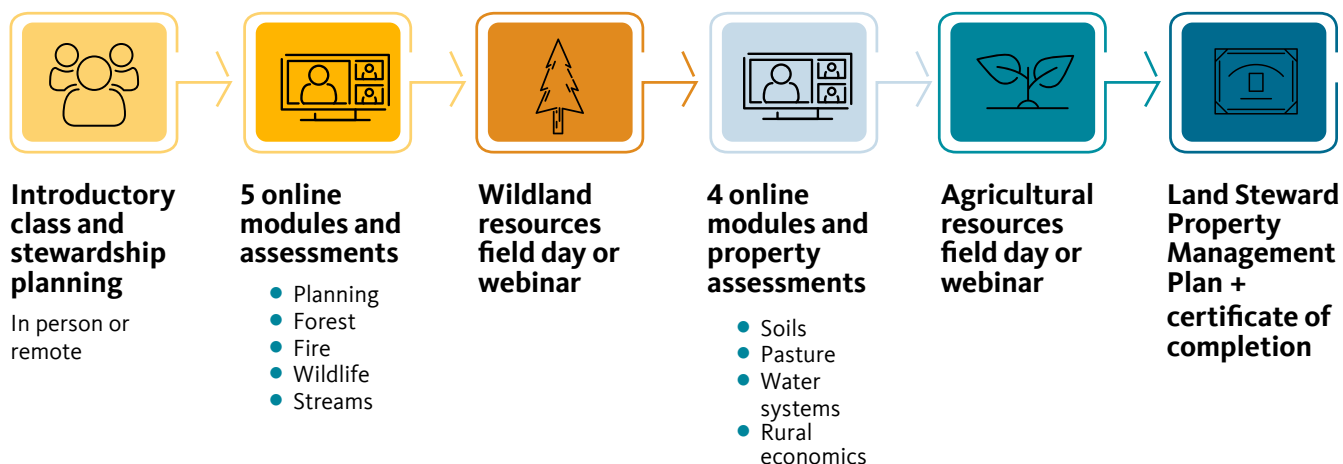 Introductory
class and
stewardship
planning
In person or
remote
5 online
modules and
assessments
Planning
Forest
Fire
Wildlife
Streams
Wildland
resources
field day or
webinar
4 online
modules and
property
assessments
Soils
Pasture
Water
systems
Rural
economics
Agricultural
resources
field day or
webinar
Land Steward
Property
Management
Plan +
certificate of
completion